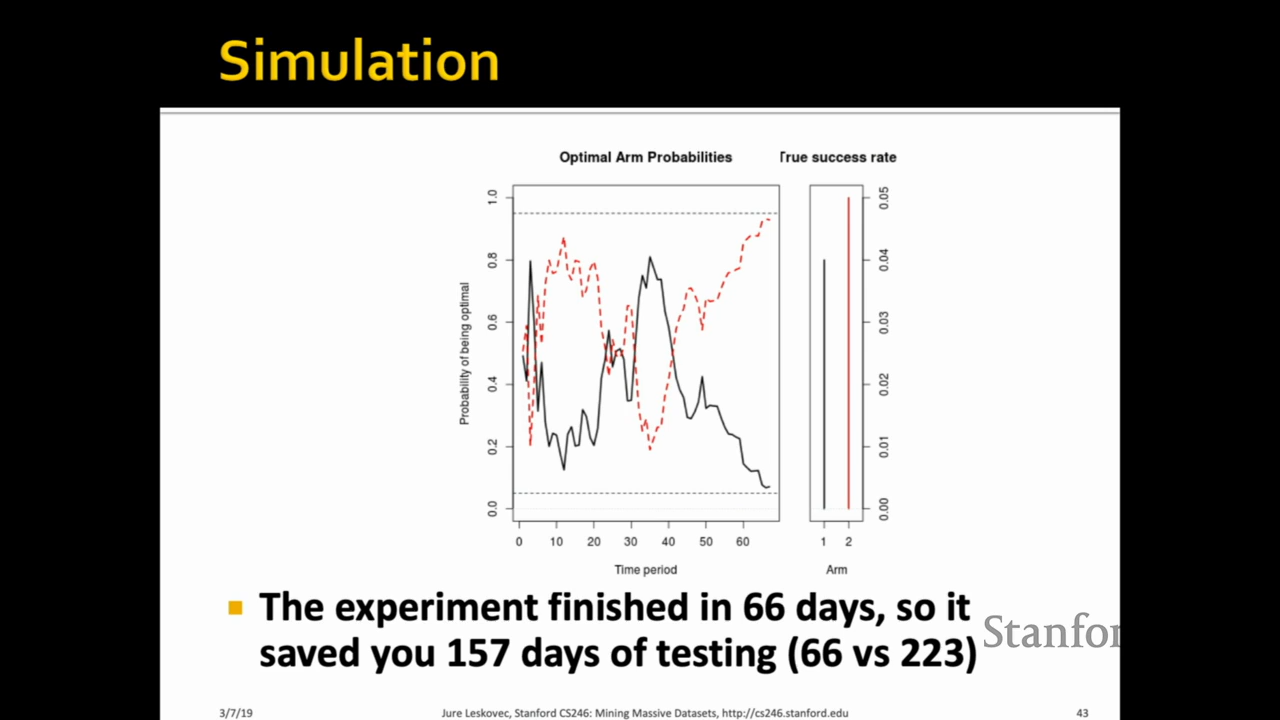 Simulation
Optimal Arm Probabilities
True success rate
Probability of being optimal
1.0
0.8
0.6
0.4
0.2
0.0
0 10 20 30 40 50 60
Time period
0.05
0.04
0.03
0.02
0.01
0.00
1 2
Arm
The experiment finished in 66 days, so it
saved you 157 days of testing (66 vs 223)
Stanfor
3/7/19 Jure Leskovec, Stanford CS246: Mining Massive Datasets, http://cs246.stanford.edu 43